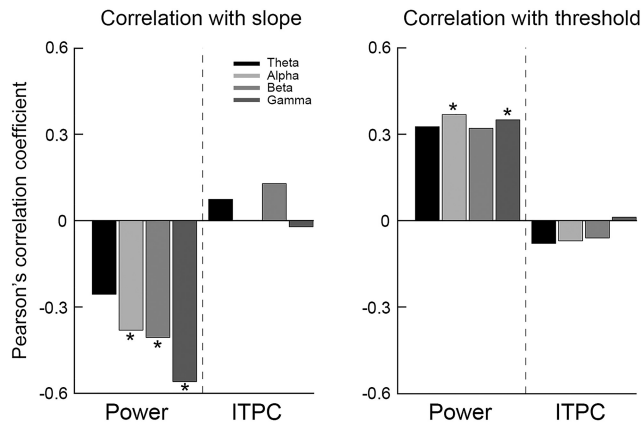 Correlation with slope
Correlation with threshold
Pearson's correlation coefficient
0.6
0.3
0
-0.3
-0.6
Theta
Alpha
Beta
Gamma
*
*
*
Power
ITPC
0.6
0.3
0
-0.3
-0.6
*
*
Power
ITPC